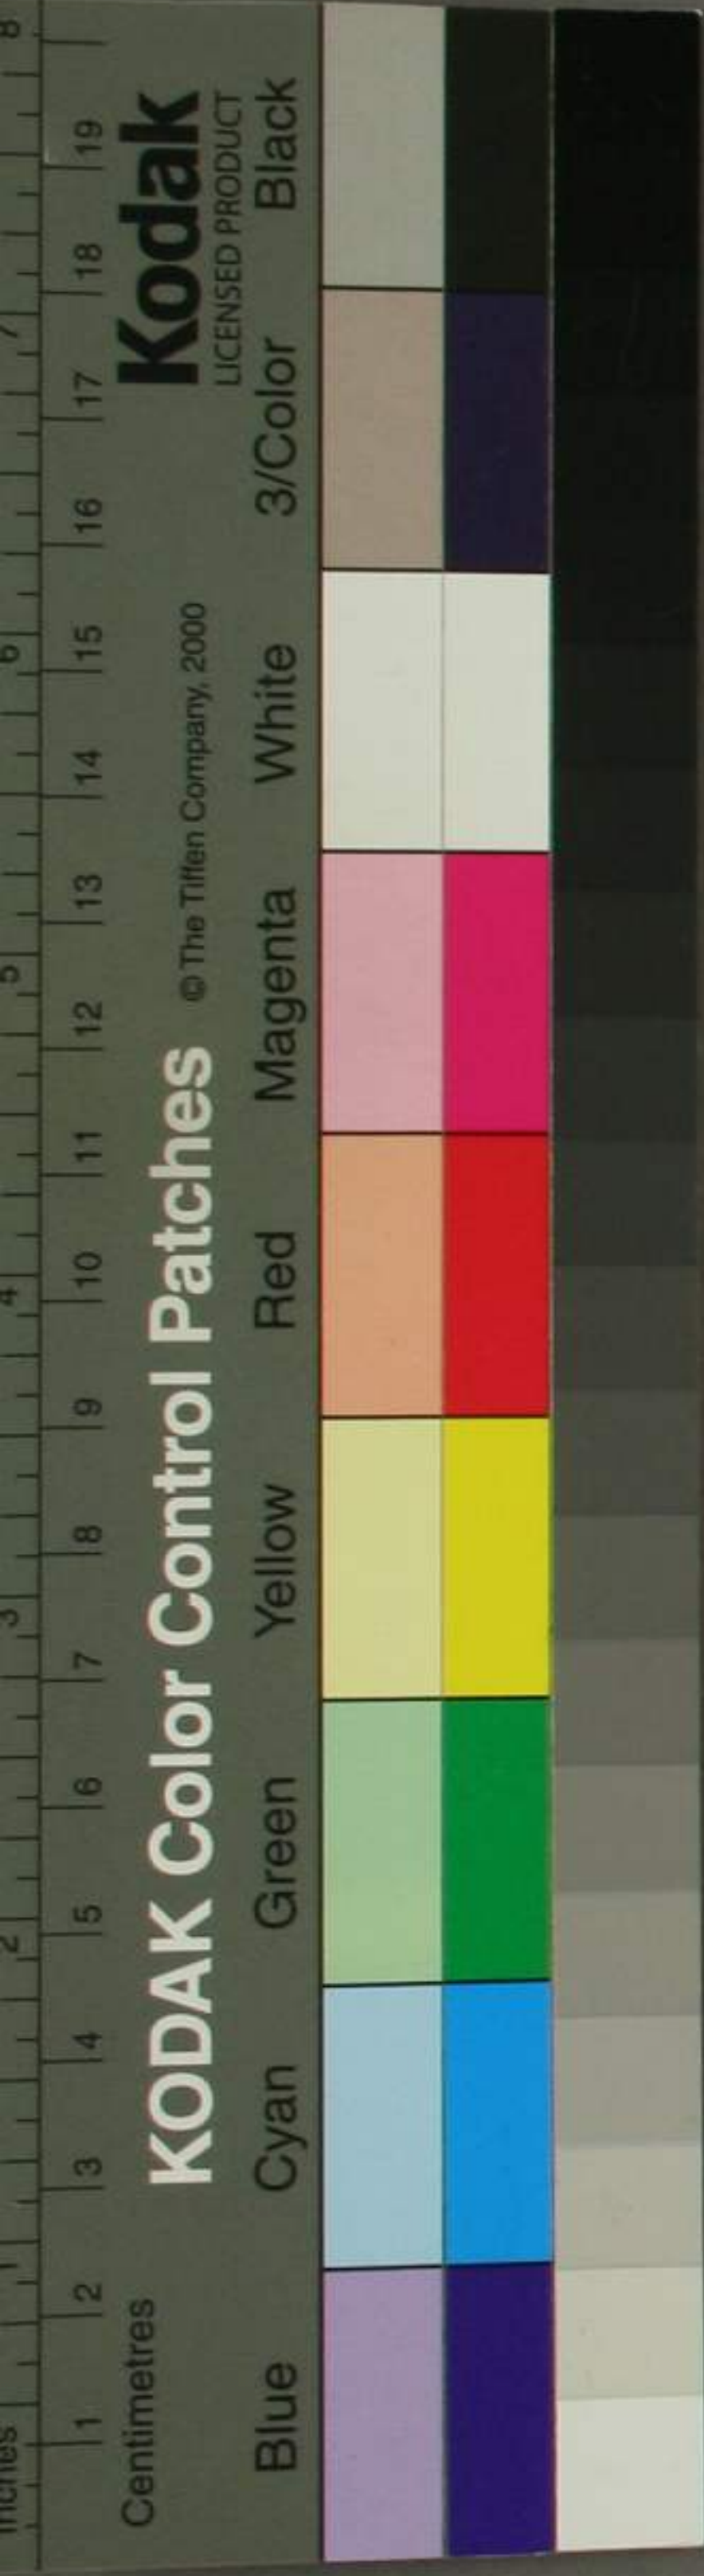 Inches 1 2 3 4 5 6 7 8
Centimetres 1 2 3 4 5 6 7 8 9 10 11 12 13 14 15 16 17 18 19
KODAK Color Control Patches © The Tiffen Company, 2000 Kodak
LICENSED PRODUCT
Blue Cyan Green Yellow Red Magenta White 3/Color Black